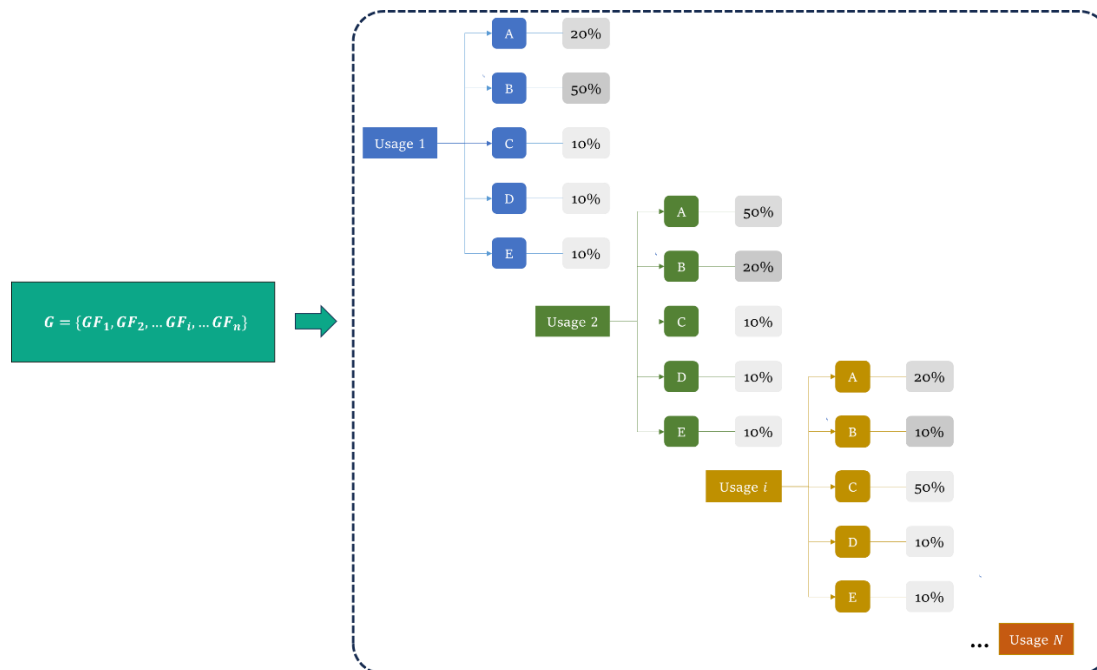 A 20%
B 50%
Usage 1 C 10%
D 10%
E 10%
A 50%
B 20%
Usage 2 C 10%
D 10%
E 10%
G = {GF₁, GF₂, ... GFᵢ, ... GFₙ}
A 20%
B 10%
Usage i C 50%
D 10%
E 10%
... Usage N